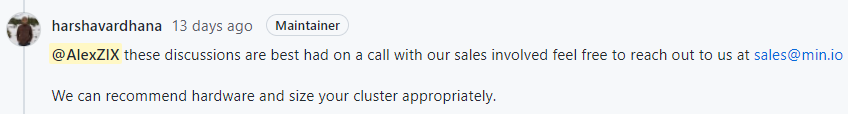 harshavardhana 13 days ago Maintainer
@AlexZIX these discussions are best had on a call with our sales involved feel free to reach out to us at sales@min.io
We can recommend hardware and size your cluster appropriately.